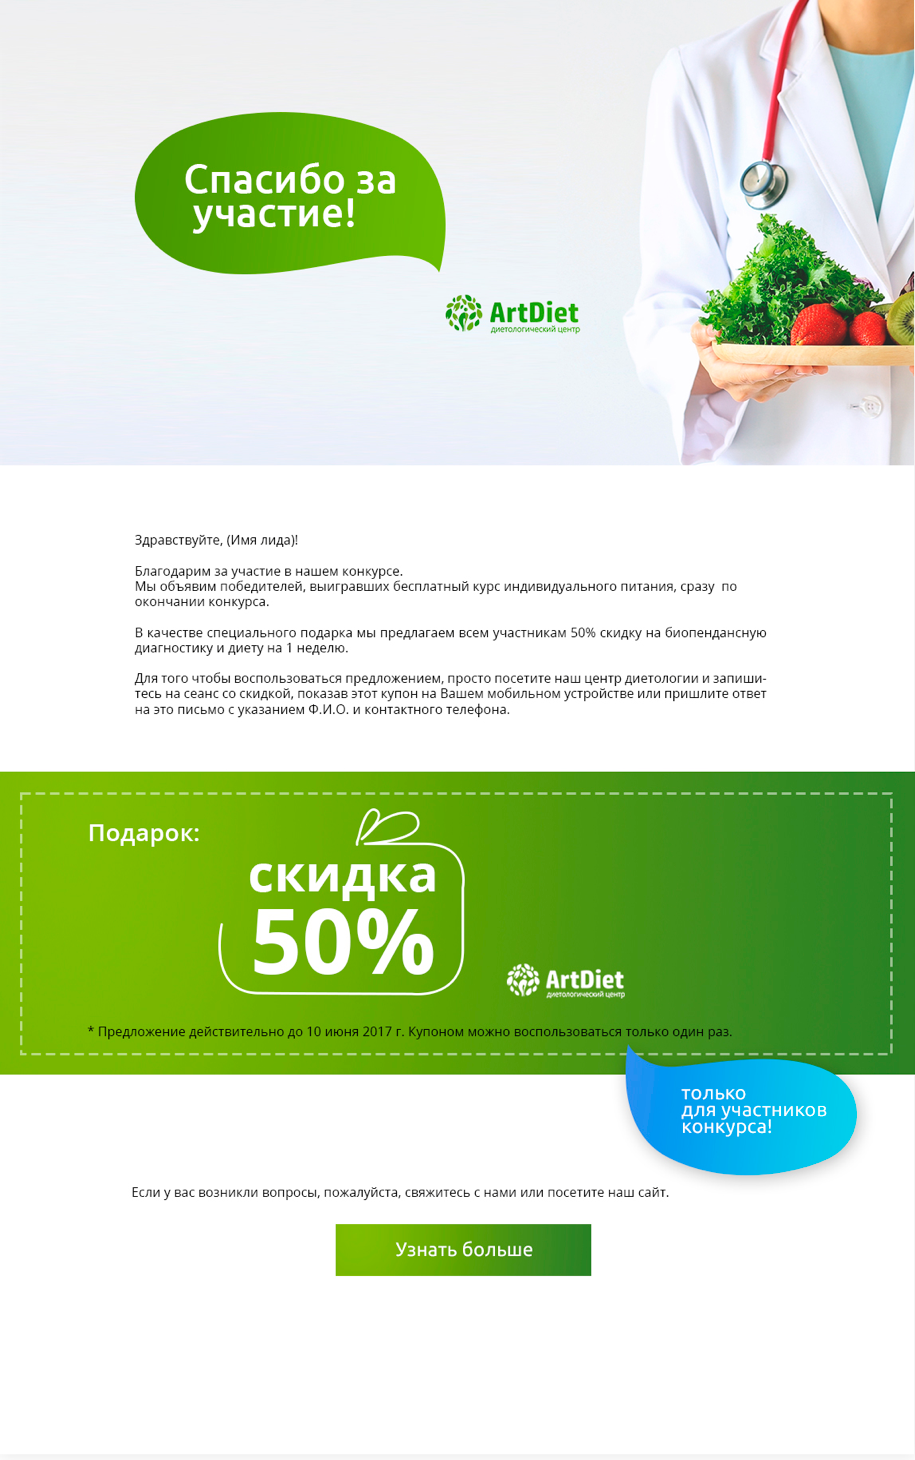 Спасибо за
участие!
ArtDiet
диетологический центр
Здравствуйте, (Имя лида)!
Благодарим за участие в нашем конкурсе.
Мы объявим победителей, выигравших бесплатный курс индивидуального питания, сразу по
окончании конкурса.
В качестве специального подарка мы предлагаем всем участникам 50% скидку на биопендансную
диагностику и диету на 1 неделю.
Для того чтобы воспользоваться предложением, просто посетите наш центр диетологии и запиши-
тесь на сеанс со скидкой, показав этот купон на Вашем мобильном устройстве или пришлите ответ
на это письмо с указанием Ф.И.О. и контактного телефона.
Подарок:
скидка
50%
ArtDiet
диетологический центр
* Предложение действительно до 10 июня 2017 г. Купоном можно воспользоваться только один раз.
только
для участников
конкурса!
Если у вас возникли вопросы, пожалуйста, свяжитесь с нами или посетите наш сайт.
Узнать больше